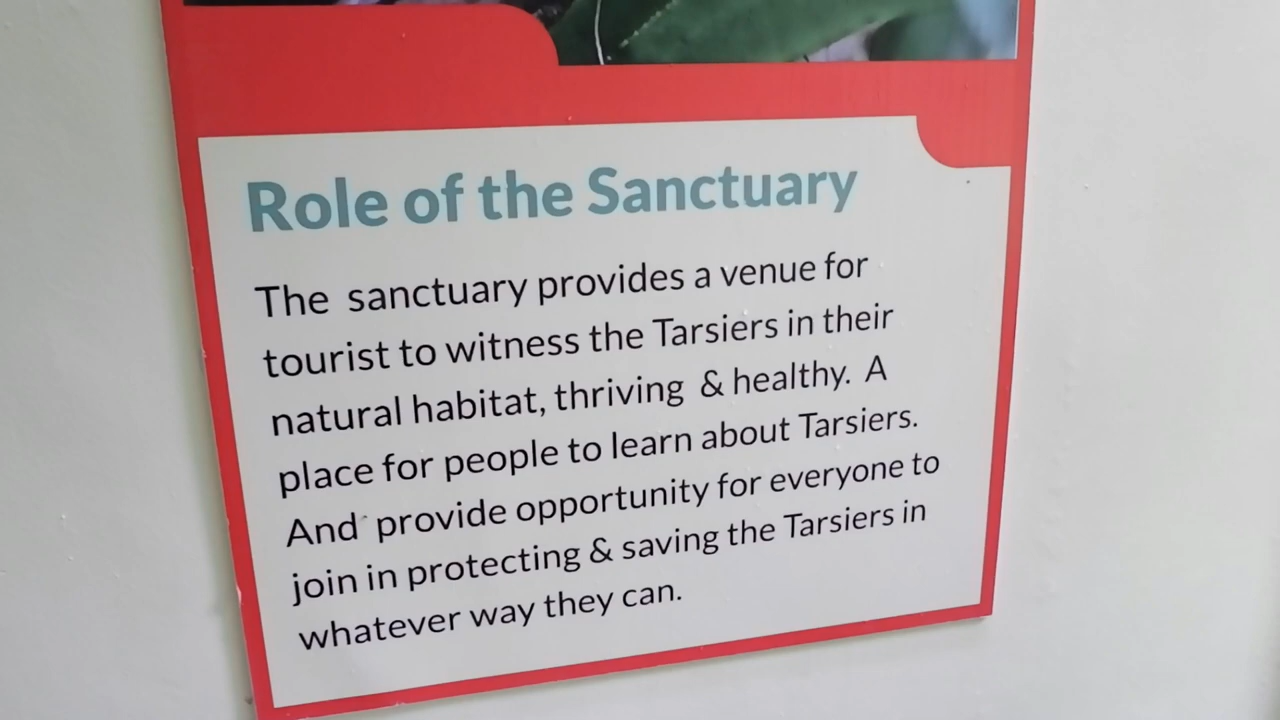 Role of the Sanctuary
The sanctuary provides a venue for
tourist to witness the Tarsiers in their
natural habitat, thriving & healthy. A
place for people to learn about Tarsiers.
And provide opportunity for everyone to
join in protecting & saving the Tarsiers in
whatever way they can.